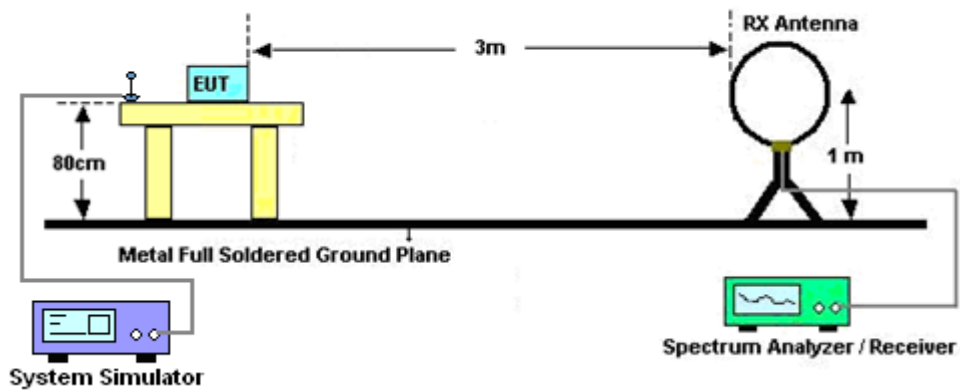 RX Antenna
3m
EUT
80cm
1 m
Metal Full Soldered Ground Plane
Spectrum Analyzer / Receiver
System Simulator